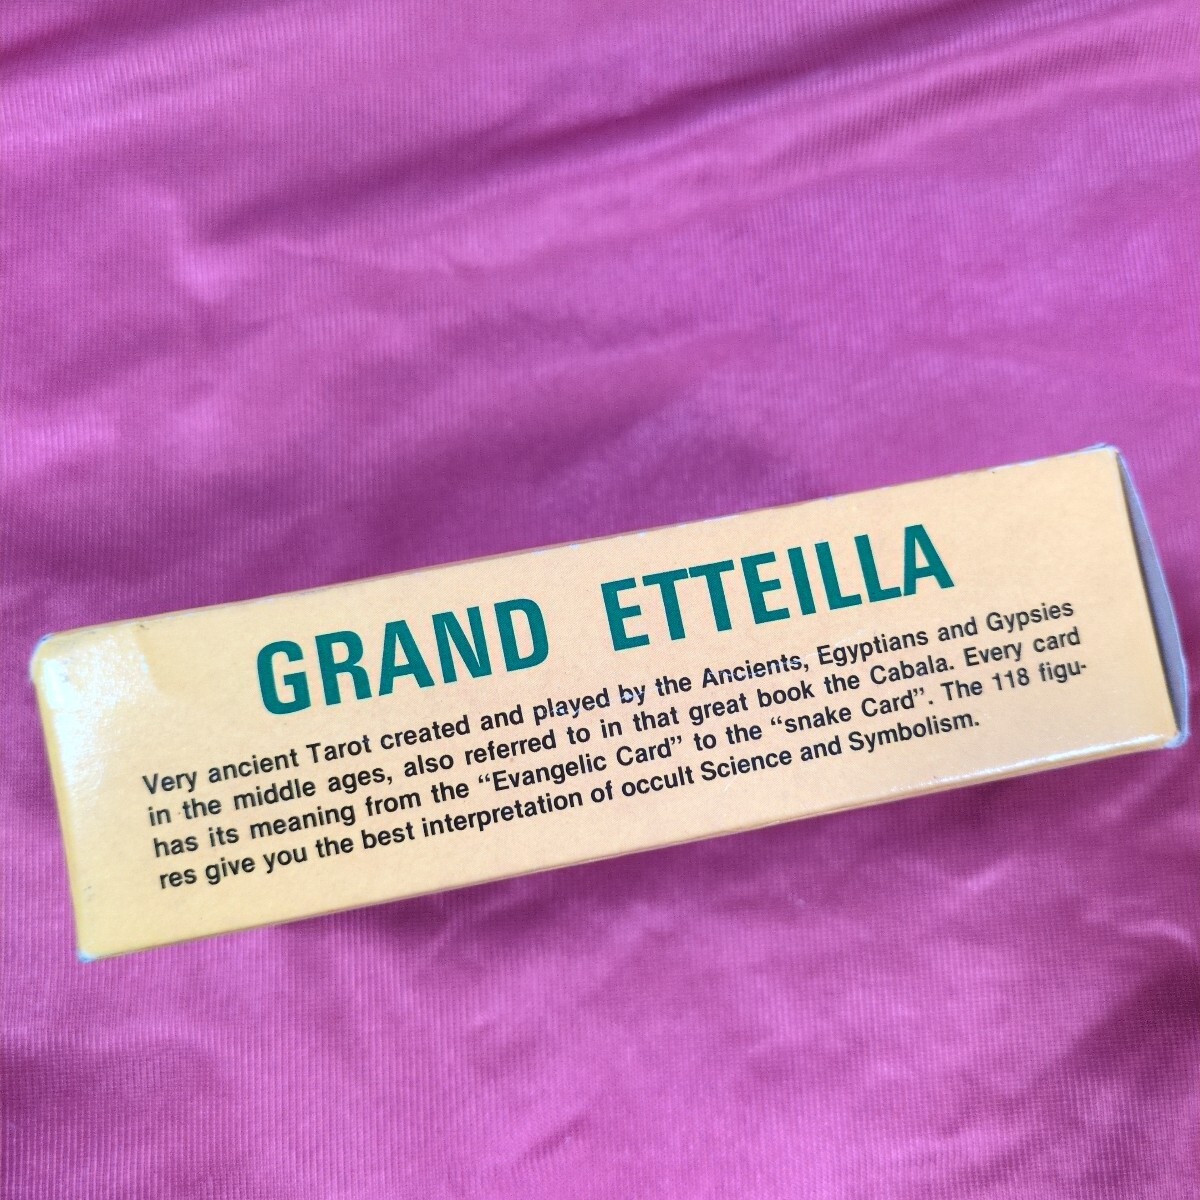 GRAND ETTEILLA
Very ancient Tarot created and played by the Ancients, Egyptians and Gypsies
in the middle ages, also referred to in that great book the Cabala. Every card
has its meaning from the “Evangelic Card” to the “snake Card”. The 118 figu-
res give you the best interpretation of occult Science and Symbolism.